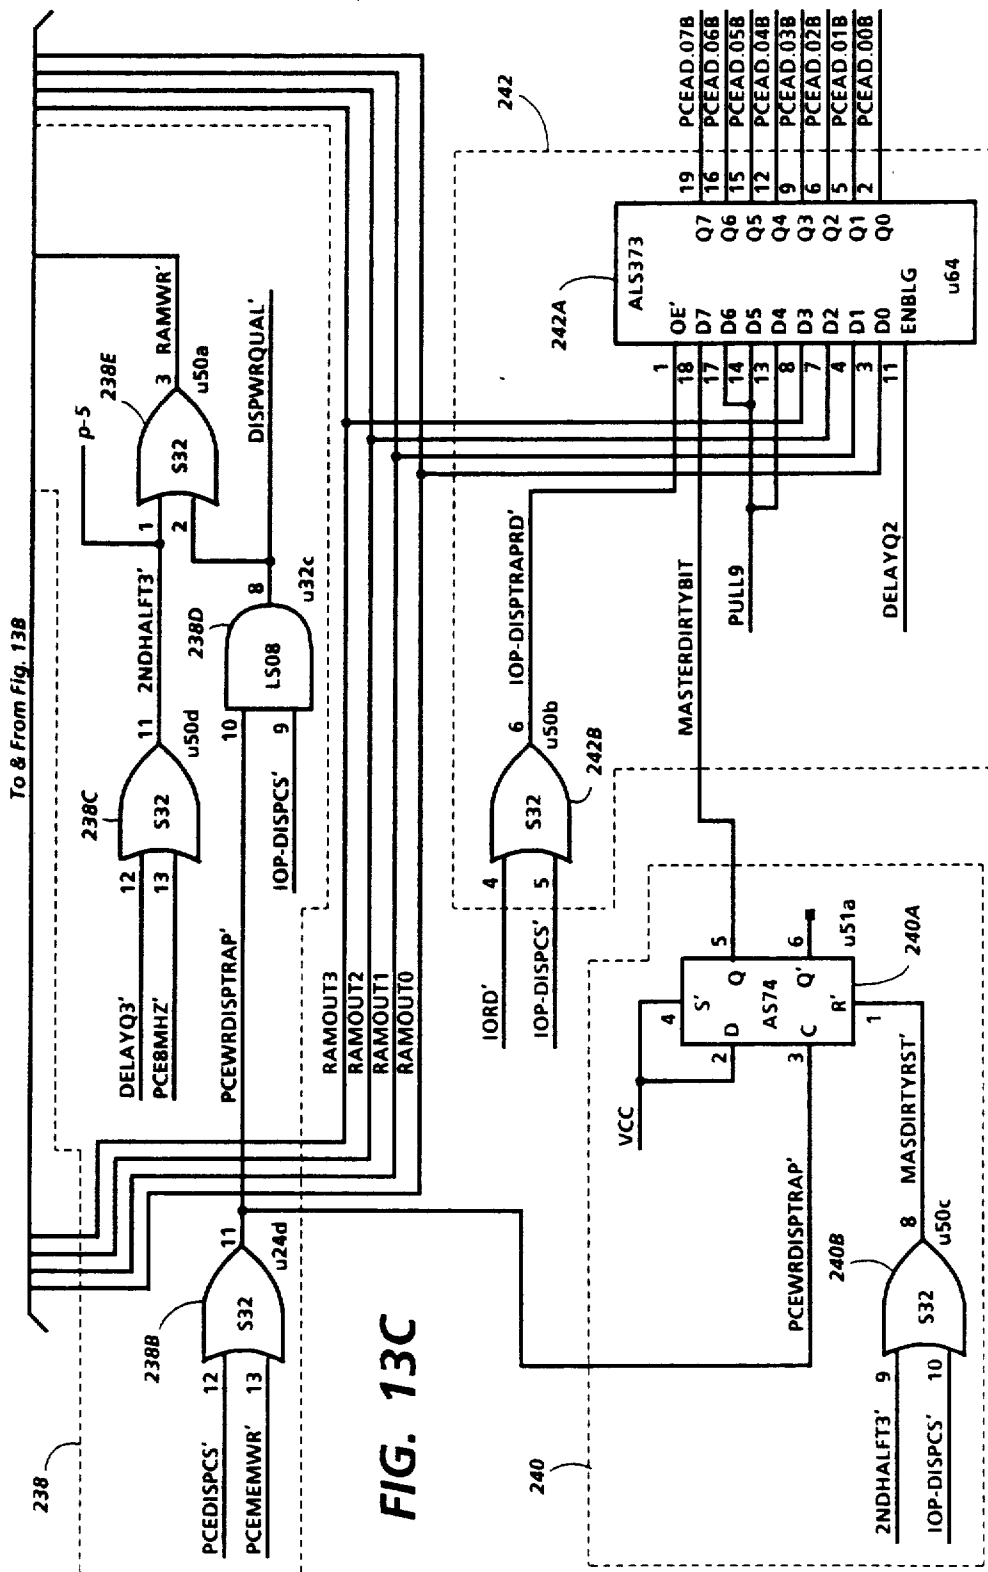 To & From Fig. 13B
238
PCEDISPCS'
PCEMEMWR'
12
13
S32
238B
11
u24d
PCEWRDISPTRAP'
DELAYQ3'
PCE8MHZ'
12
13
S32
238C
11
u50d
2NDHALFT3'
p-5
IOP-DISPCS'
10
9
LS08
238D
8
u32c
DISPWRQUAL'
1
2
S32
238E
3
u50a
RAMWR'
RAMOUT3
RAMOUT2
RAMOUT1
RAMOUT0
FIG. 13C
240
PCEWRDISPTRAP'
2NDHALFT3'
IOP-DISPCS'
9
10
S32
240B
8
u50c
MASDIRTYRST'
VCC
4
2
3
1
S'
D
C
R'
AS74
Q
Q'
5
6
u51a
240A
MASTERDIRTYBIT
IORD'
IOP-DISPCS'
4
5
S32
242B
6
u50b
IOP-DISPTRAPRD'
PULL9
DELAYQ2
242
242A
1
18
17
14
13
8
7
4
3
11
OE'
D7
D6
D5
D4
D3
D2
D1
D0
ENBLG
ALS373
u64
Q7
Q6
Q5
Q4
Q3
Q2
Q1
Q0
19
16
15
12
9
6
5
2
PCEAD.07B
PCEAD.06B
PCEAD.05B
PCEAD.04B
PCEAD.03B
PCEAD.02B
PCEAD.01B
PCEAD.00B